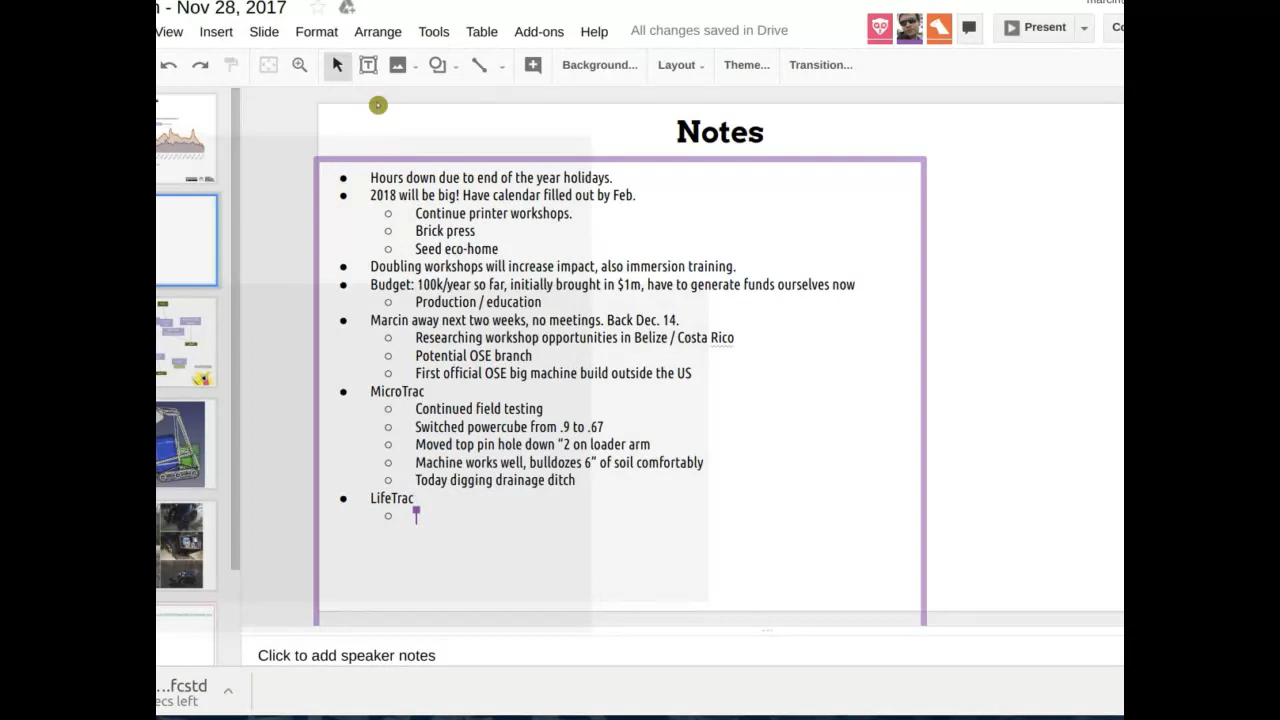 - Nov 28, 2017
View Insert Slide Format Arrange Tools Table Add-ons Help All changes saved in Drive
Present
Background... Layout Theme... Transition...
Notes
● Hours down due to end of the year holidays.
● 2018 will be big! Have calendar filled out by Feb.
○ Continue printer workshops.
○ Brick press
○ Seed eco-home
● Doubling workshops will increase impact, also immersion training.
● Budget: 100k/year so far, initially brought in $1m, have to generate funds ourselves now
○ Production / education
● Marcin away next two weeks, no meetings. Back Dec. 14.
○ Researching workshop opportunities in Belize / Costa Rico
○ Potential OSE branch
○ First official OSE big machine build outside the US
● MicroTrac
○ Continued field testing
○ Switched powercube from .9 to .67
○ Moved top pin hole down “2 on loader arm
○ Machine works well, bulldozes 6” of soil comfortably
○ Today digging drainage ditch
● LifeTrac
○
Click to add speaker notes
...fcstd
ecs left